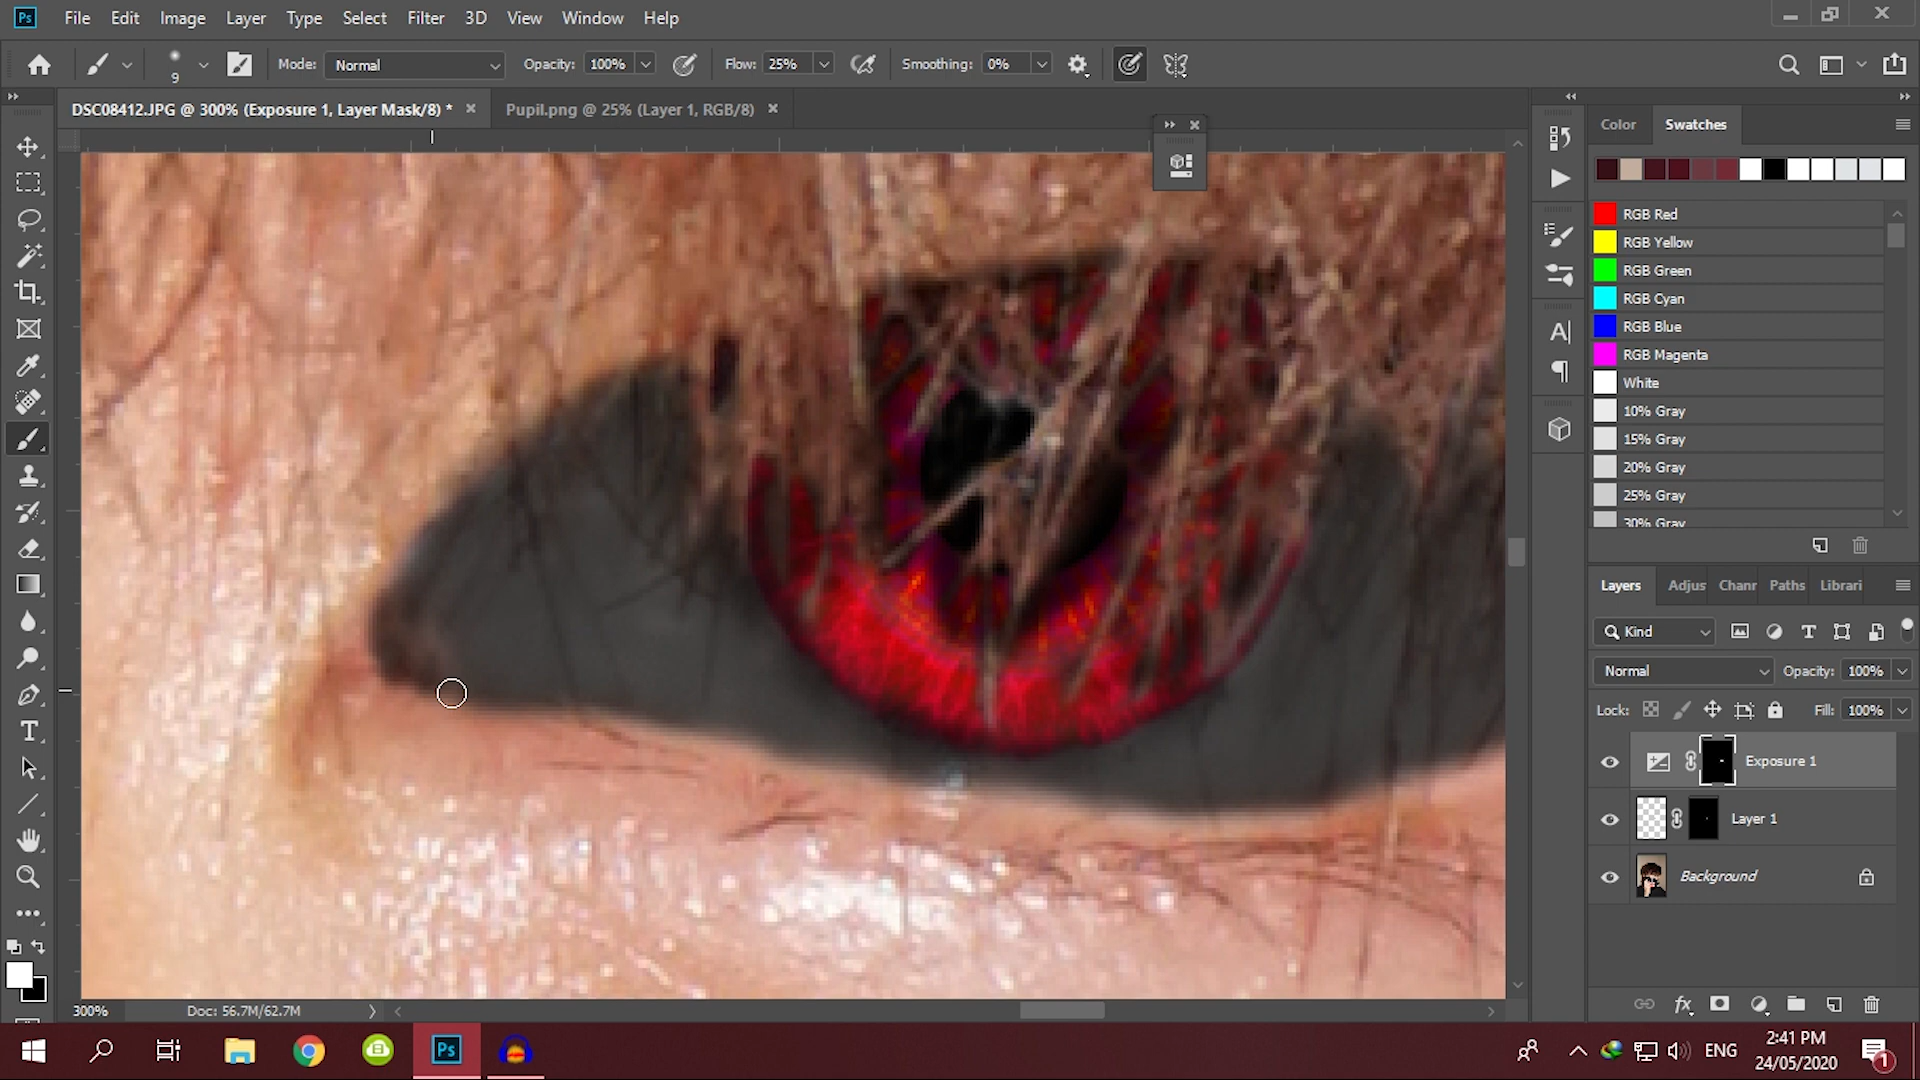 Ps File Edit Image Layer Type Select Filter 3D View Window Help
9 Mode: Normal Opacity: 100% Flow: 25% Smoothing: 0%
DSC08412.JPG @ 300% (Exposure 1, Layer Mask/8) * Pupil.png @ 25% (Layer 1, RGB/8)
Color Swatches
RGB Red
RGB Yellow
RGB Green
RGB Cyan
RGB Blue
RGB Magenta
White
10% Gray
15% Gray
20% Gray
25% Gray
30% Gray
Layers Adjus Chanr Paths Librari
Kind
Normal Opacity: 100%
Lock: Fill: 100%
Exposure 1
Layer 1
Background
300% Doc: 56.7M/62.7M
Ps ENG 2:41 PM
24/05/2020 1